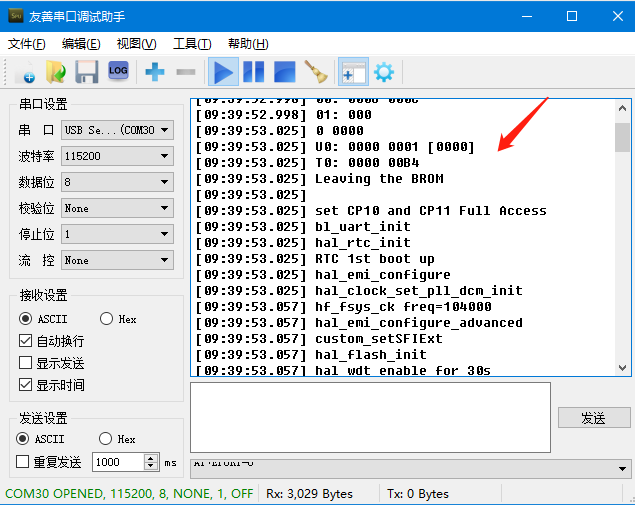 友善串口调试助手
文件(F) 编辑(E) 视图(V) 工具(T) 帮助(H)
LOG
串口设置
串 口 USB Se...(COM30
波特率 115200
数据位 8
校验位 None
停止位 1
流 控 None
接收设置
ASCII Hex
自动换行
显示发送
显示时间
发送设置
ASCII Hex
重复发送 1000 ms
[09:39:52.998] 00: 0008 000C
[09:39:52.998] 01: 000
[09:39:53.025] 0 0000
[09:39:53.025] U0: 0000 0001 [0000]
[09:39:53.025] T0: 0000 00B4
[09:39:53.025] Leaving the BROM
[09:39:53.025]
[09:39:53.025] set CP10 and CP11 Full Access
[09:39:53.025] bl_uart_init
[09:39:53.025] hal_rtc_init
[09:39:53.025] RTC 1st boot up
[09:39:53.025] hal_emi_configure
[09:39:53.025] hal_clock_set_pll_dcm_init
[09:39:53.057] hf_fsys_ck freq=104000
[09:39:53.057] hal_emi_configure_advanced
[09:39:53.057] custom_setSFIExt
[09:39:53.057] hal_flash_init
[09:39:53.057] hal_wdt_enable for 30s
发送
COM30 OPENED, 115200, 8, NONE, 1, OFF Rx: 3,029 Bytes Tx: 0 Bytes